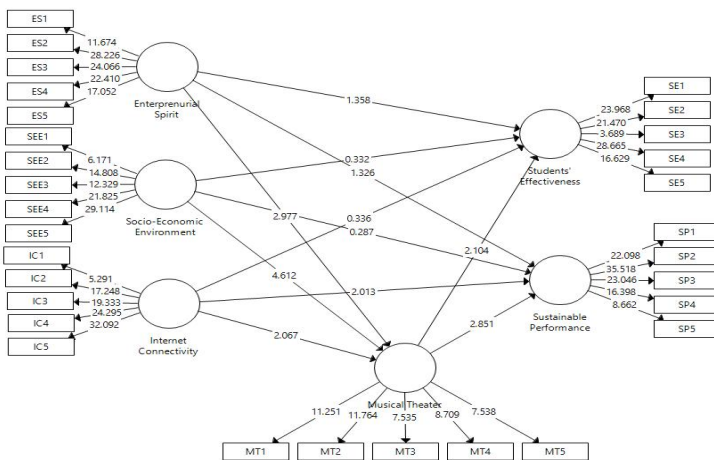 ES1
ES2
ES3
ES4
ES5
11.674
28.226
24.066
22.410
17.052
Enterprenurial
Spirit
SEE1
SEE2
SEE3
SEE4
SEE5
6.171
14.808
12.329
21.825
29.114
Socio-Economic
Environment
IC1
IC2
IC3
IC4
IC5
5.291
17.248
19.333
24.295
32.092
Internet
Connectivity
1.358
0.332
1.326
2.977
0.336
0.287
4.612
2.104
2.013
2.067
2.851
SE1
SE2
SE3
SE4
SE5
23.968
21.470
3.689
28.665
16.629
Students'
Effectiveness
SP1
SP2
SP3
SP4
SP5
22.098
35.518
23.046
16.398
8.662
Sustainable
Performance
Musical Theater
11.251
11.764
7.535
8.709
7.538
MT1
MT2
MT3
MT4
MT5